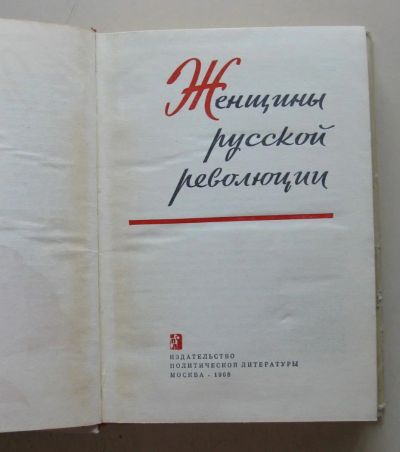 Женщины
русской
революции
ИЗДАТЕЛЬСТВО
ПОЛИТИЧЕСКОЙ ЛИТЕРАТУРЫ
МОСКВА · 1968